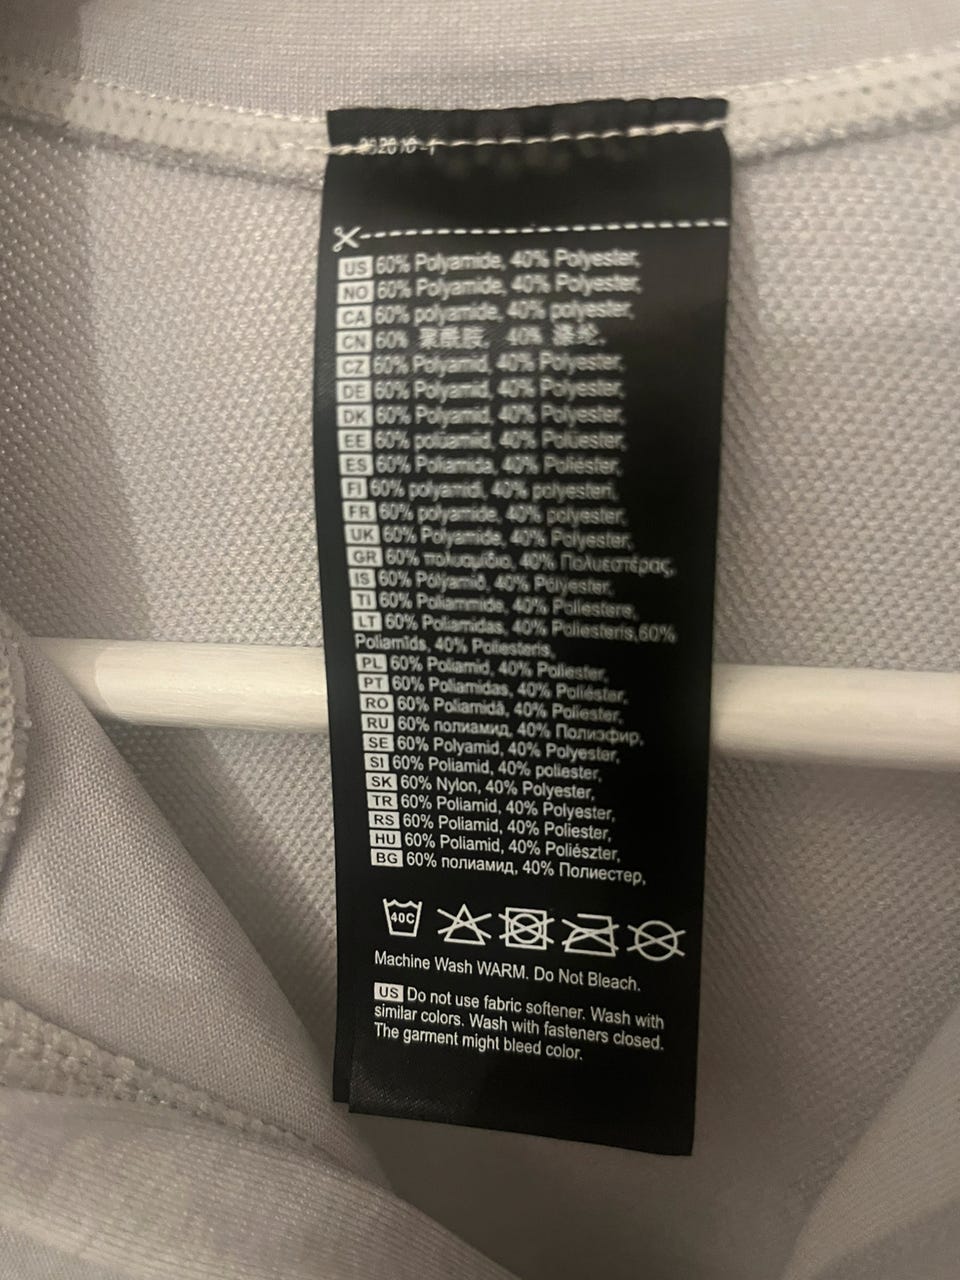 US 60% Polyamide, 40% Polyester,
NO 60% Polyamide, 40% Polyester,
CA 60% polyamide, 40% polyester,
CN 60% 聚酰胺, 40% 涤纶,
CZ 60% Polyamid, 40% Polyester,
DE 60% Polyamid, 40% Polyester,
DK 60% Polyamid, 40% Polyester,
EE 60% polüamiid, 40% Polüester,
ES 60% Poliamida, 40% Poliéster,
FI 60% polyamidi, 40% polyesteri,
FR 60% polyamide, 40% polyester,
UK 60% Polyamide, 40% Polyester,
GR 60% πολυαμίδιο, 40% Πολυεστέρας,
IS 60% Pólýamíð, 40% Pólýester,
TI 60% Poliammide, 40% Poliestere,
LT 60% Poliamidas, 40% Poliesteris,60%
Poliamīds, 40% Poliesteris,
PL 60% Poliamid, 40% Poliester,
PT 60% Poliamidas, 40% Poliéster,
RO 60% Poliamidă, 40% Poliester,
RU 60% полиамид, 40% Полиэфир,
SE 60% Polyamid, 40% Polyester,
SI 60% Poliamid, 40% poliester,
SK 60% Nylon, 40% Polyester,
TR 60% Poliamid, 40% Polyester,
RS 60% Poliamid, 40% Poliester,
HU 60% Poliamid, 40% Poliészter,
BG 60% полиамид, 40% Полиестер,
40C
Machine Wash WARM. Do Not Bleach.
US Do not use fabric softener. Wash with
similar colors. Wash with fasteners closed.
The garment might bleed color.